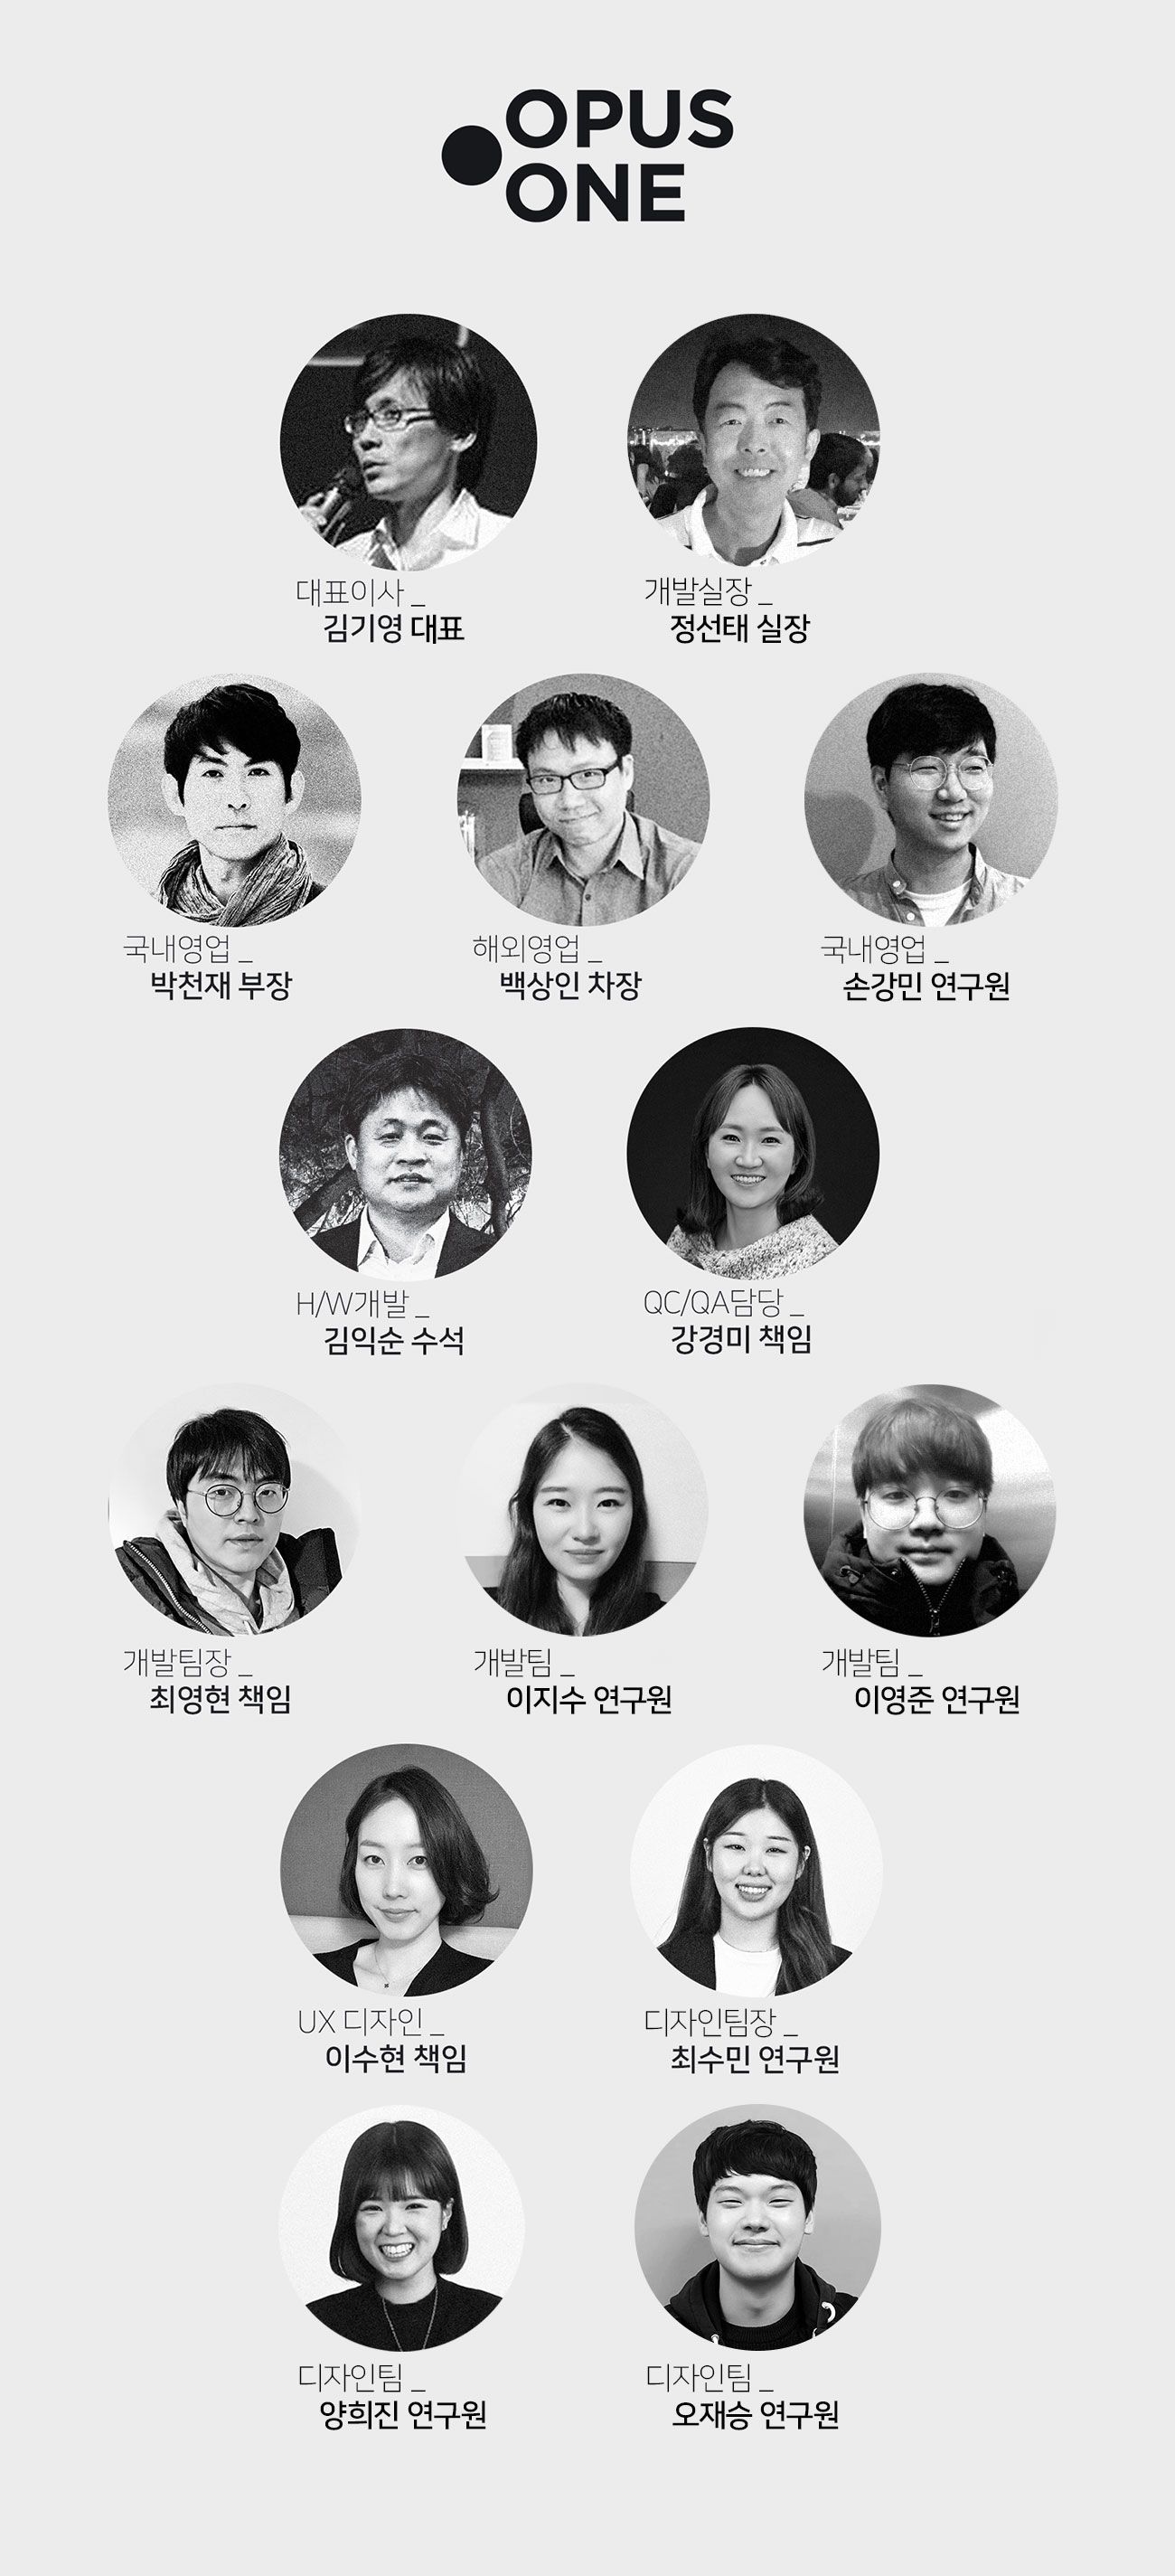 OPUS
ONE
대표이사 _
김기영 대표
개발실장 _
정선태 실장
국내영업 _
박천재 부장
해외영업 _
백상인 차장
국내영업 _
손강민 연구원
H/W개발 _
김익순 수석
QC/QA담당 _
강경미 책임
개발팀장 _
최영현 책임
개발팀 _
이지수 연구원
개발팀 _
이영준 연구원
UX 디자인 _
이수현 책임
디자인팀장 _
최수민 연구원
디자인팀 _
양희진 연구원
디자인팀 _
오재승 연구원